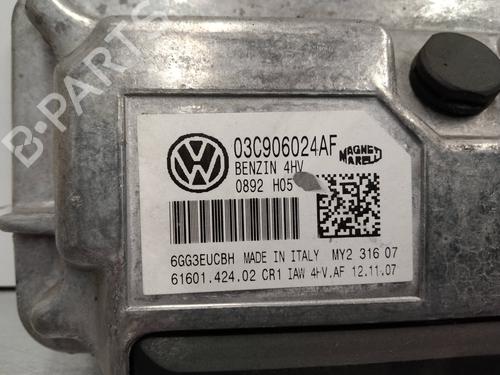 B-PARTS
03C906024AF
MAGNETI MARELLI
BENZIN 4HV
0892 H05
6GG3EUCBH MADE IN ITALY MY2 316 07
61601.424.02 CR1 IAW 4HV.AF 12.11.07